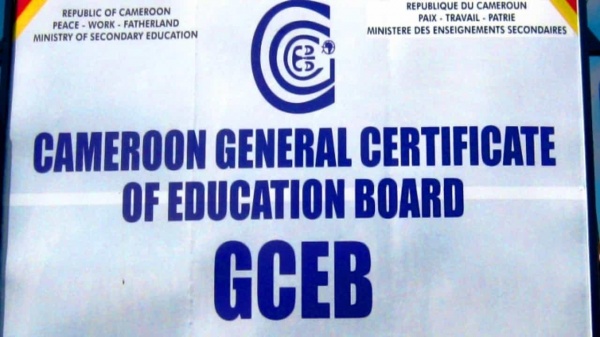 REPUBLIC OF CAMEROON
PEACE - WORK - FATHERLAND
MINISTRY OF SECONDARY EDUCATION
REPUBLIQUE DU CAMEROUN
PAIX - TRAVAIL - PATRIE
MINISTERE DES ENSEIGNEMENTS SECONDAIRES
CAMEROON GENERAL CERTIFICATE
OF EDUCATION BOARD
GCEB